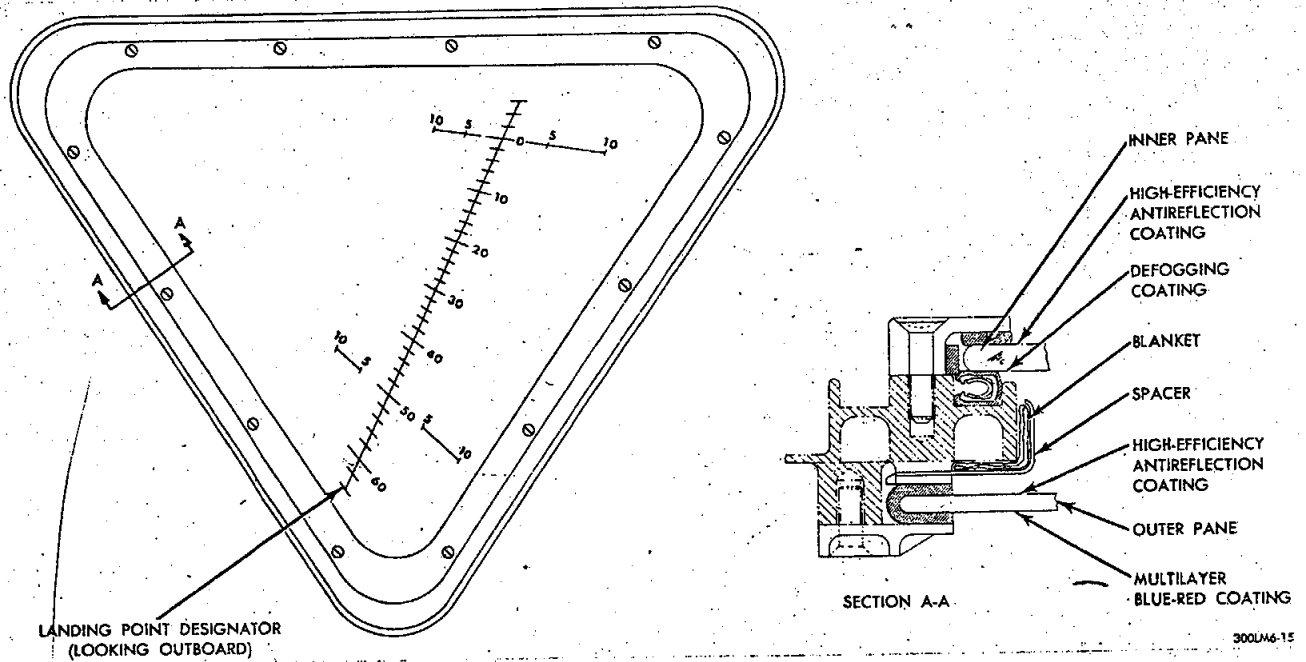 10 5 0 5 10
10
20
30
40
50
60
10
5
5
10
A
A
LANDING POINT DESIGNATOR
(LOOKING OUTBOARD)
INNER PANE
HIGH-EFFICIENCY
ANTIREFLECTION
COATING
DEFOGGING
COATING
BLANKET
SPACER
HIGH-EFFICIENCY
ANTIREFLECTION
COATING
OUTER PANE
MULTILAYER
BLUE-RED COATING
SECTION A-A
300LM6-15